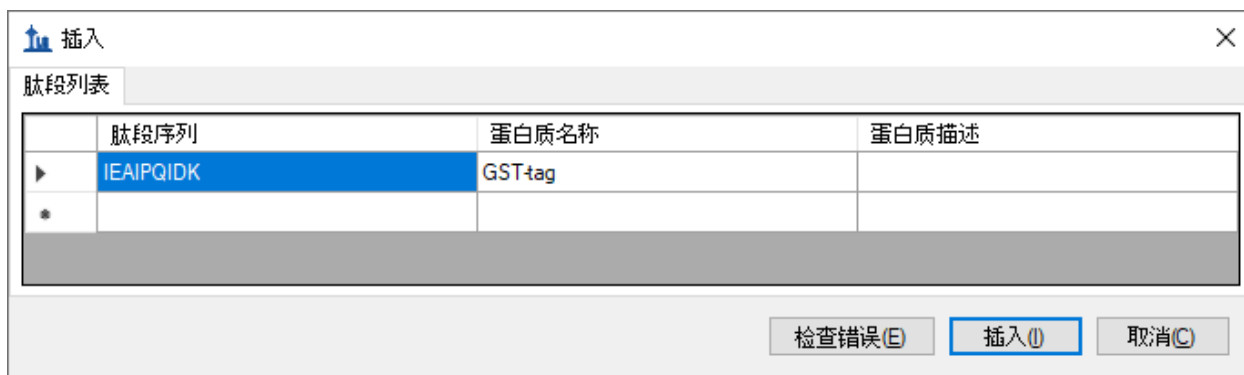 插入
肽段列表
肽段序列 蛋白质名称 蛋白质描述
IEAIPQIDK GST-tag
检查错误(E) 插入(I) 取消(C)